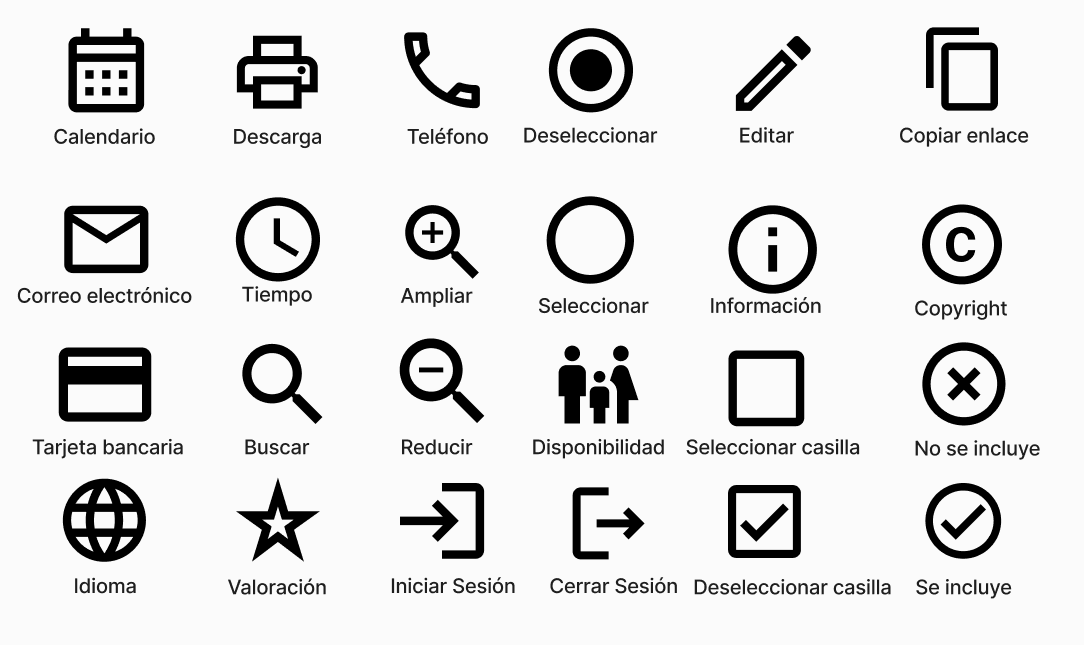 Calendario
Descarga
Teléfono
Deseleccionar
Editar
Copiar enlace
Correo electrónico
Tiempo
Ampliar
Seleccionar
Información
Copyright
Tarjeta bancaria
Buscar
Reducir
Disponibilidad
Seleccionar casilla
No se incluye
Idioma
Valoración
Iniciar Sesión
Cerrar Sesión
Deseleccionar casilla
Se incluye